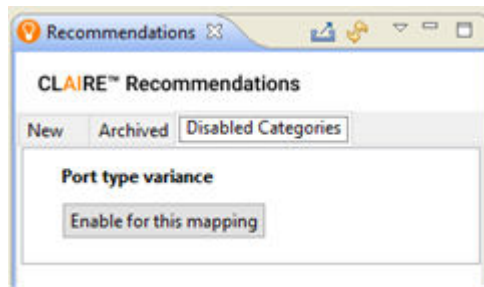 Recommendations
CLAIRE™ Recommendations
New Archived Disabled Categories
Port type variance
Enable for this mapping